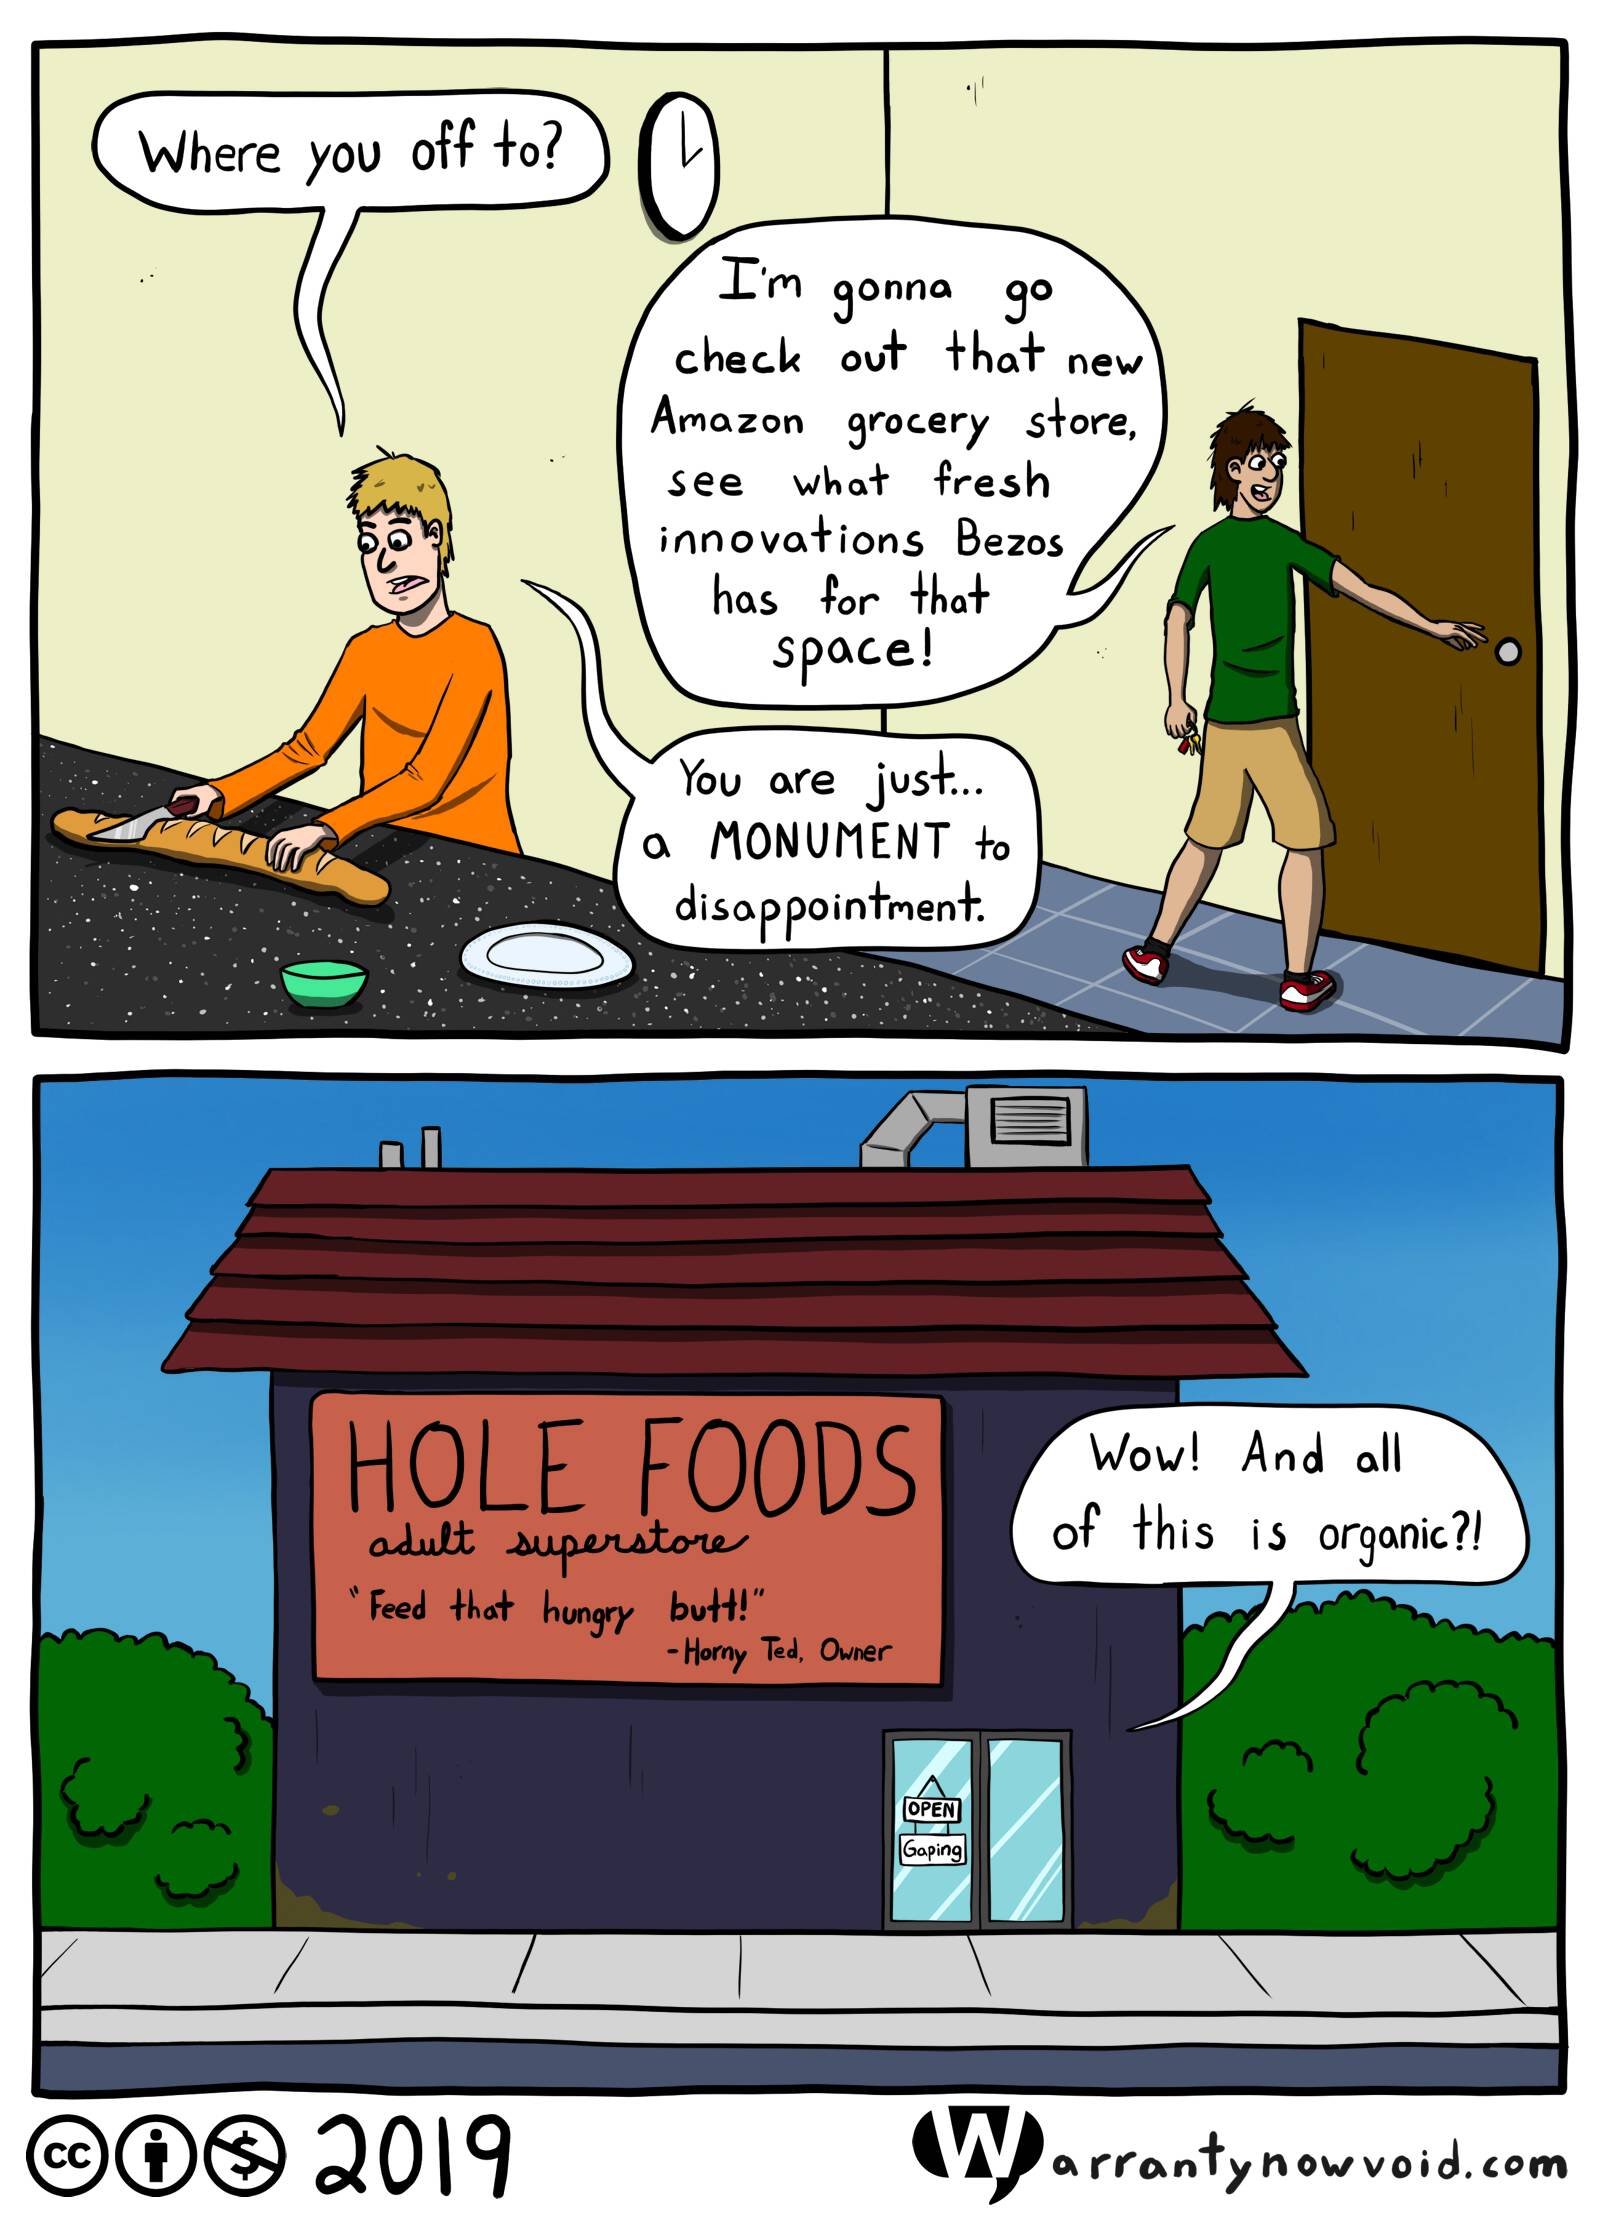 Where you off to?
I'm gonna go
check out that new
Amazon grocery store,
see what fresh
innovations Bezos
has for that
space!
You are just...
a MONUMENT to
disappointment.
HOLE FOODS
adult superstore
"Feed that hungry butt!"
-Horny Ted, Owner
Wow! And all
of this is organic?!
OPEN
Gaping
cc $ 2019
Warrantynowvoid.com